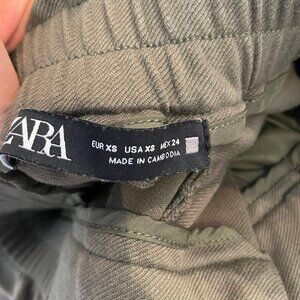 ZARA
EUR XS USA XS MEX 24
MADE IN CAMBODIA